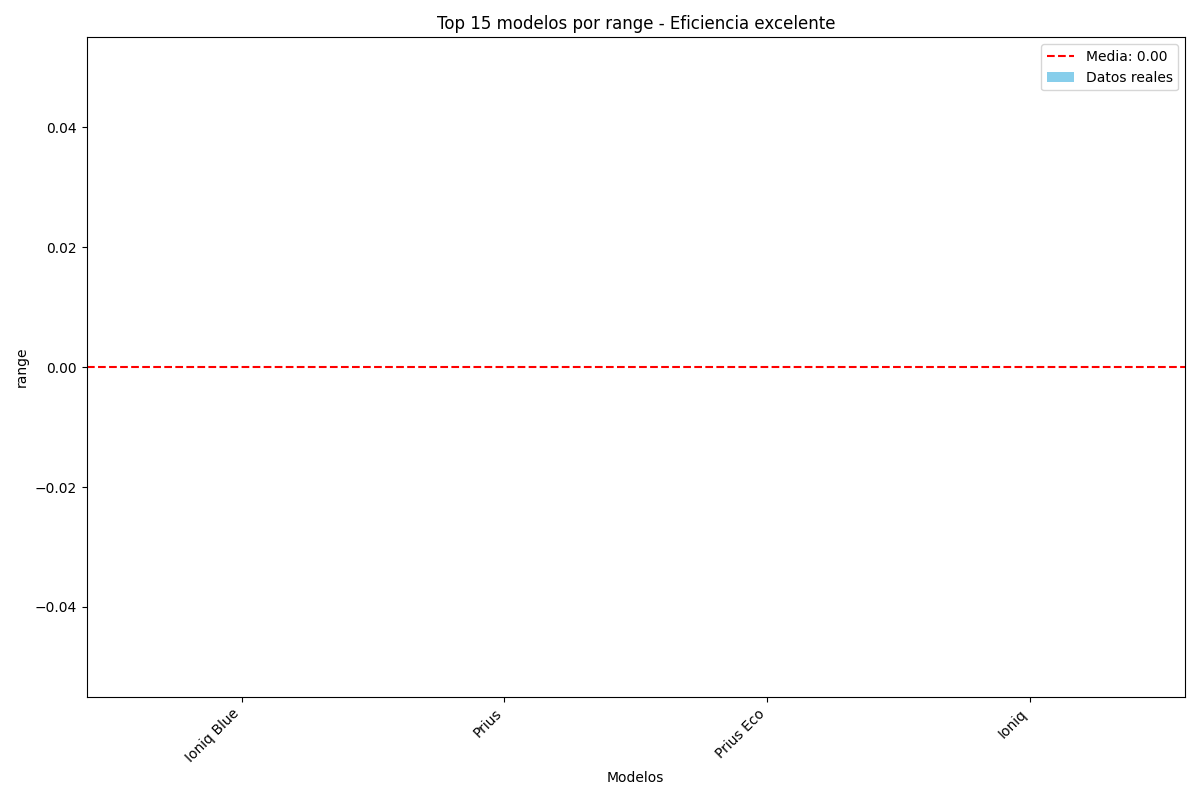 Top 15 modelos por range - Eficiencia excelente
Media: 0.00
Datos reales
0.04
0.02
0.00
−0.02
−0.04
range
Ioniq Blue
Prius
Prius Eco
Ioniq
Modelos